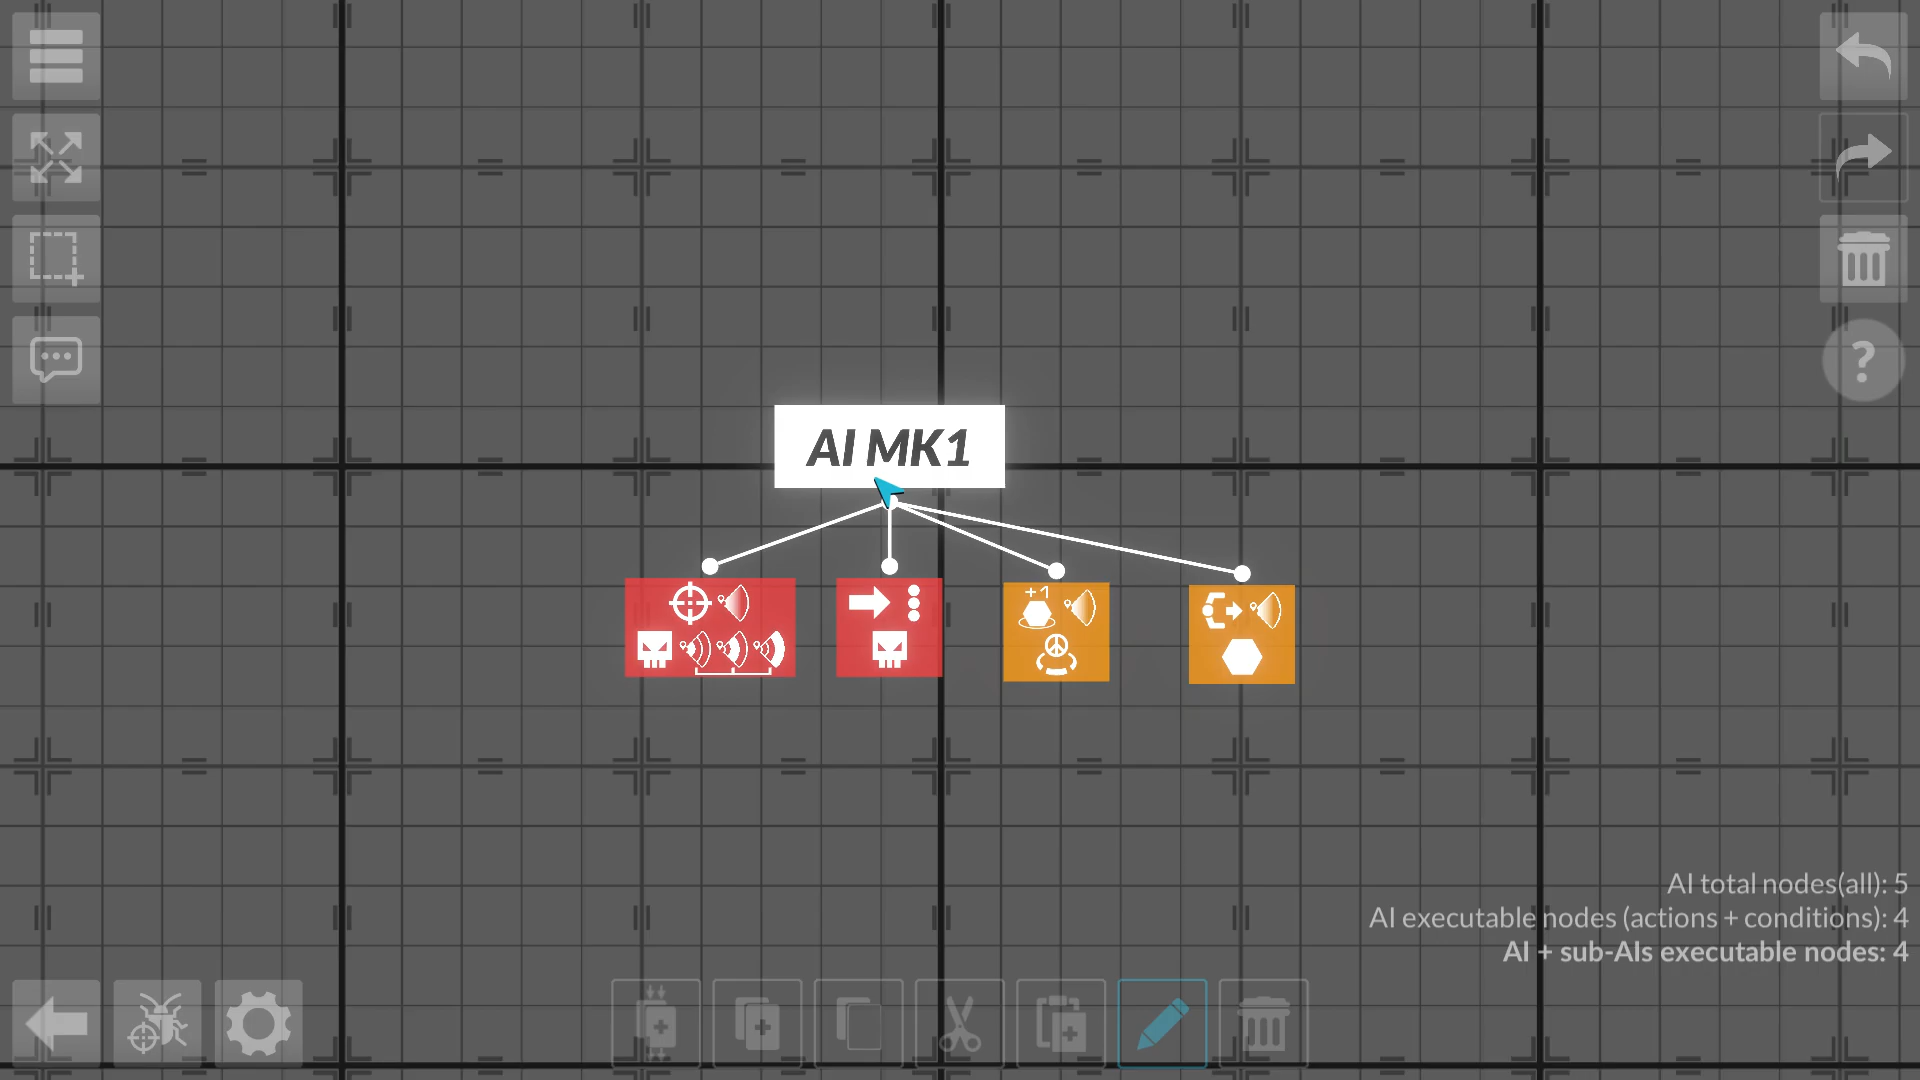 AI MK1
+1
AI total nodes(all): 5
AI executable nodes (actions + conditions): 4
AI + sub-AIs executable nodes: 4
?